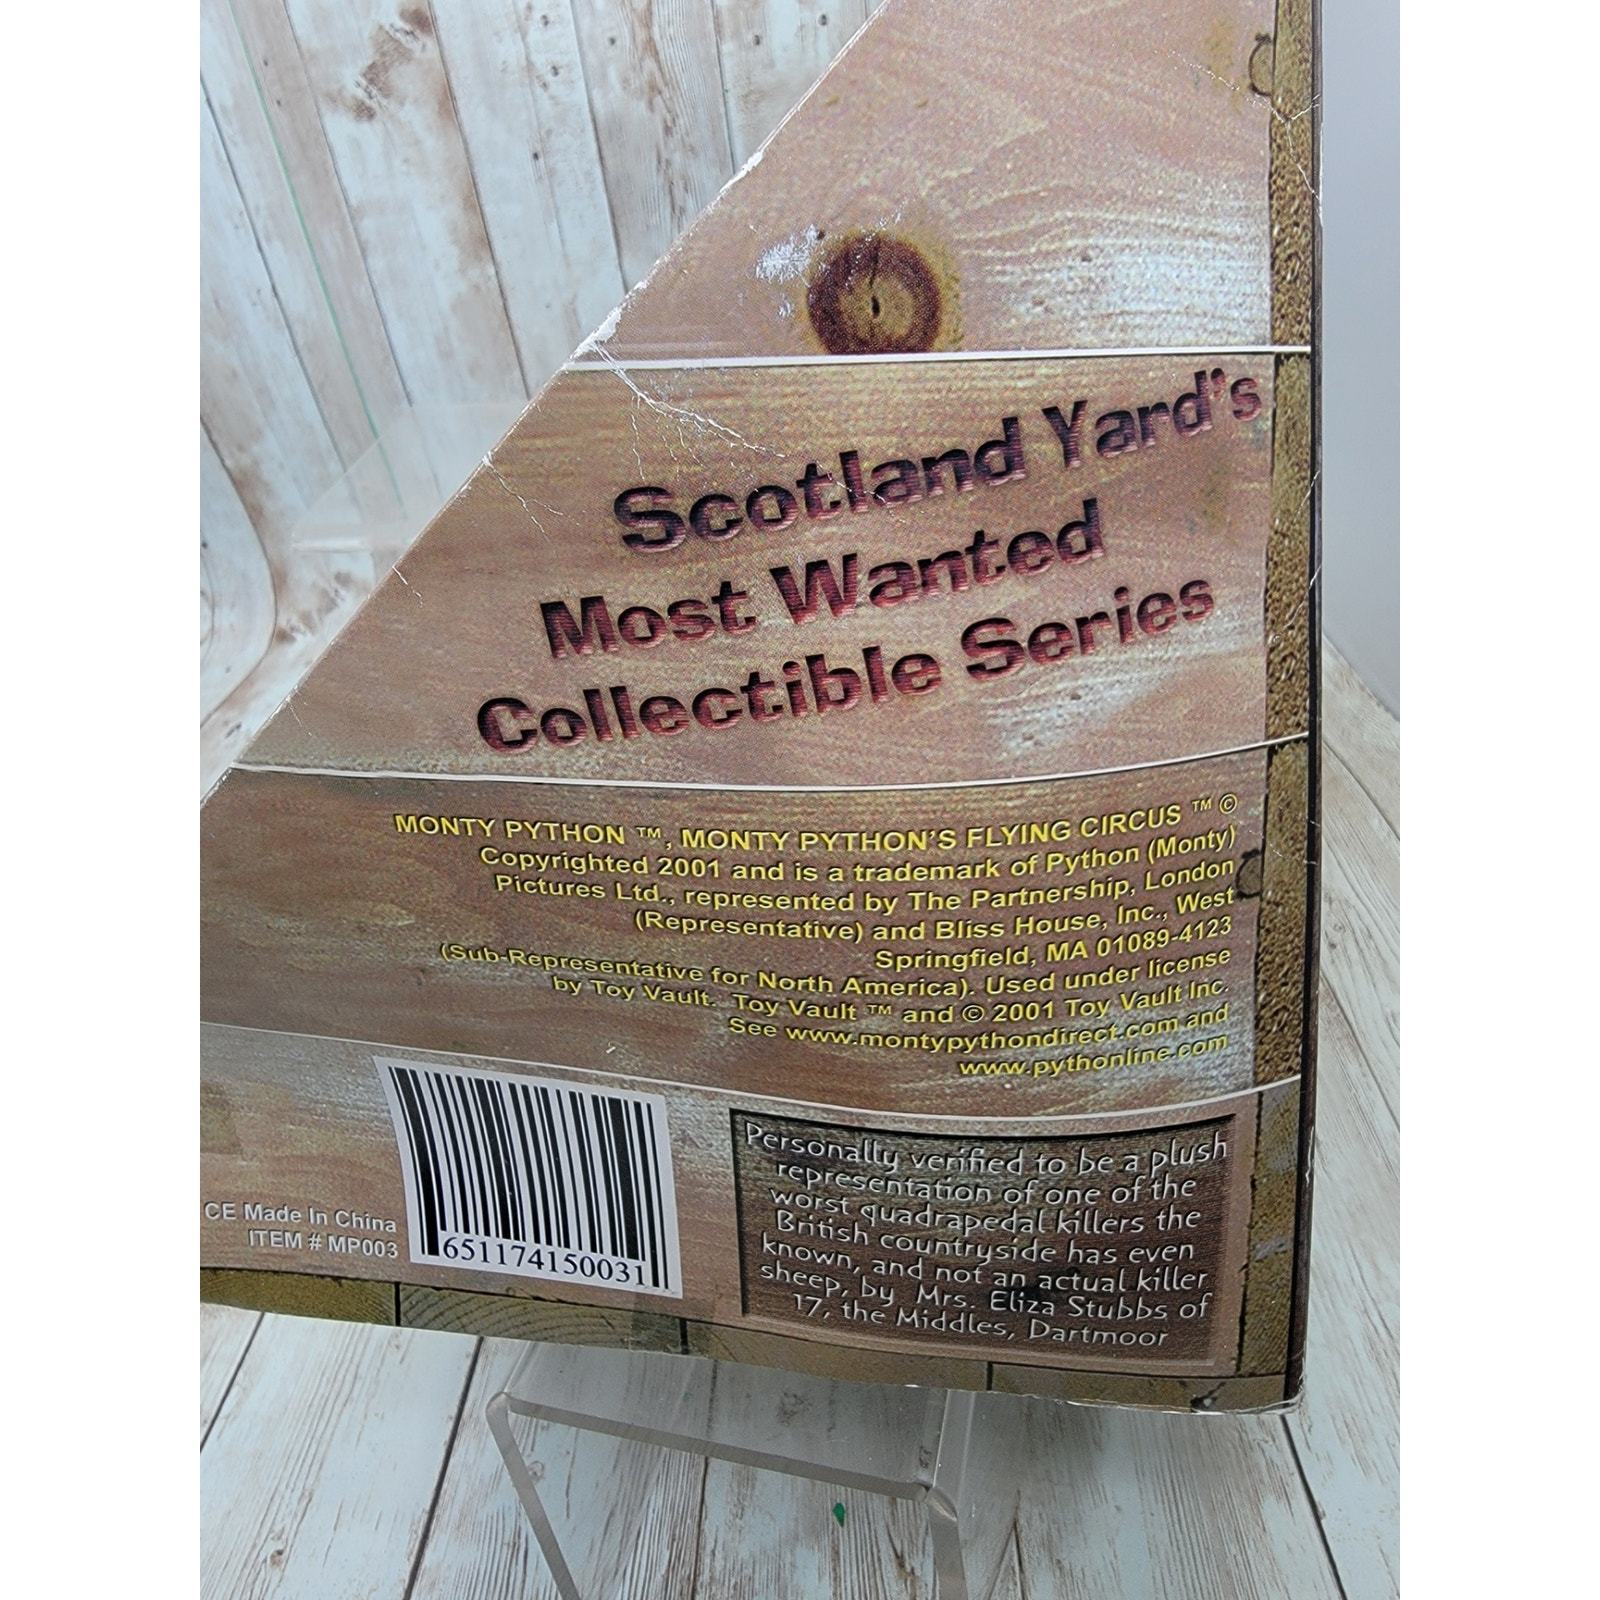 Scotland Yard's
Most Wanted
Collectible Series
MONTY PYTHON ™, MONTY PYTHON'S FLYING CIRCUS ™ ©
Copyrighted 2001 and is a trademark of Python (Monty)
Pictures Ltd., represented by The Partnership, London
(Representative) and Bliss House, Inc., West
Springfield, MA 01089-4123
(Sub-Representative for North America). Used under license
by Toy Vault. Toy Vault ™ and © 2001 Toy Vault Inc.
See www.montypythondirect.com and
www.pythonline.com
CE Made In China
ITEM # MP003
651174150031
Personally verified to be a plush
representation of one of the
worst quadrapedal killers the
British countryside has even
known, and not an actual killer
sheep, by Mrs. Eliza Stubbs of
17, the Middles, Dartmoor